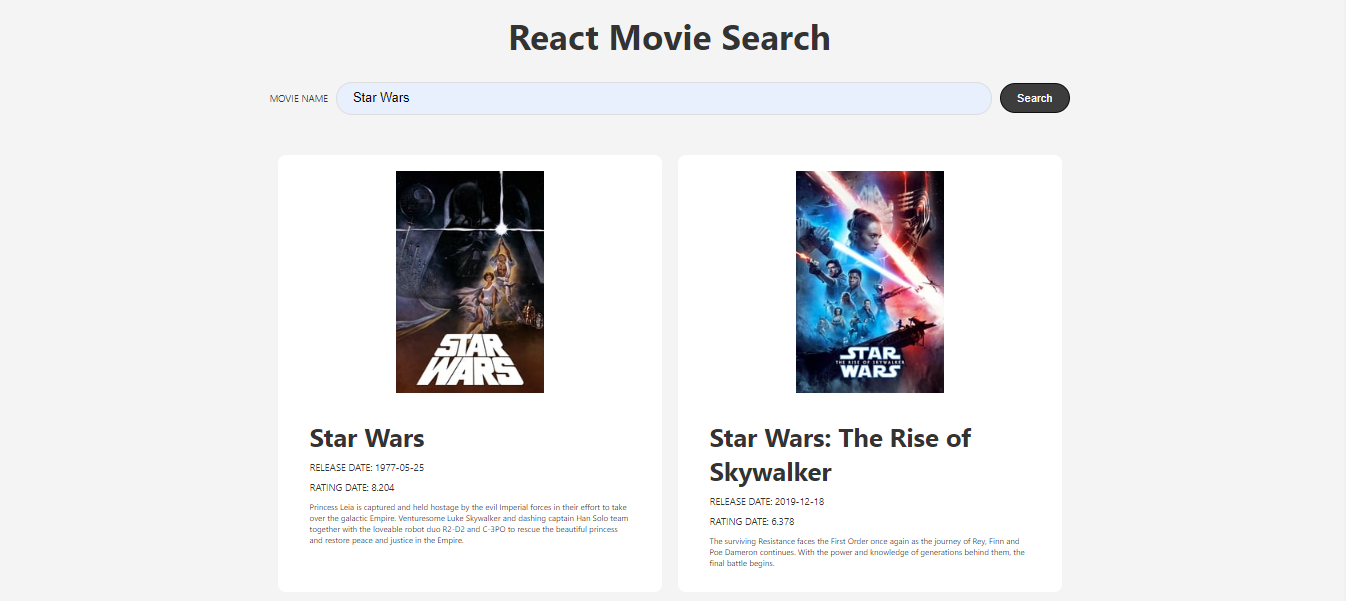 React Movie Search
MOVIE NAME
Star Wars
Search
STAR
WARS
STAR
THE RISE OF SKYWALKER
WARS
Star Wars
RELEASE DATE: 1977-05-25
RATING DATE: 8.204
Princess Leia is captured and held hostage by the evil Imperial forces in their effort to take
over the galactic Empire. Venturesome Luke Skywalker and dashing captain Han Solo team
together with the loveable robot duo R2-D2 and C-3PO to rescue the beautiful princess
and restore peace and justice in the Empire.
Star Wars: The Rise of
Skywalker
RELEASE DATE: 2019-12-18
RATING DATE: 6.378
The surviving Resistance faces the First Order once again as the journey of Rey, Finn and
Poe Dameron continues. With the power and knowledge of generations behind them, the
final battle begins.